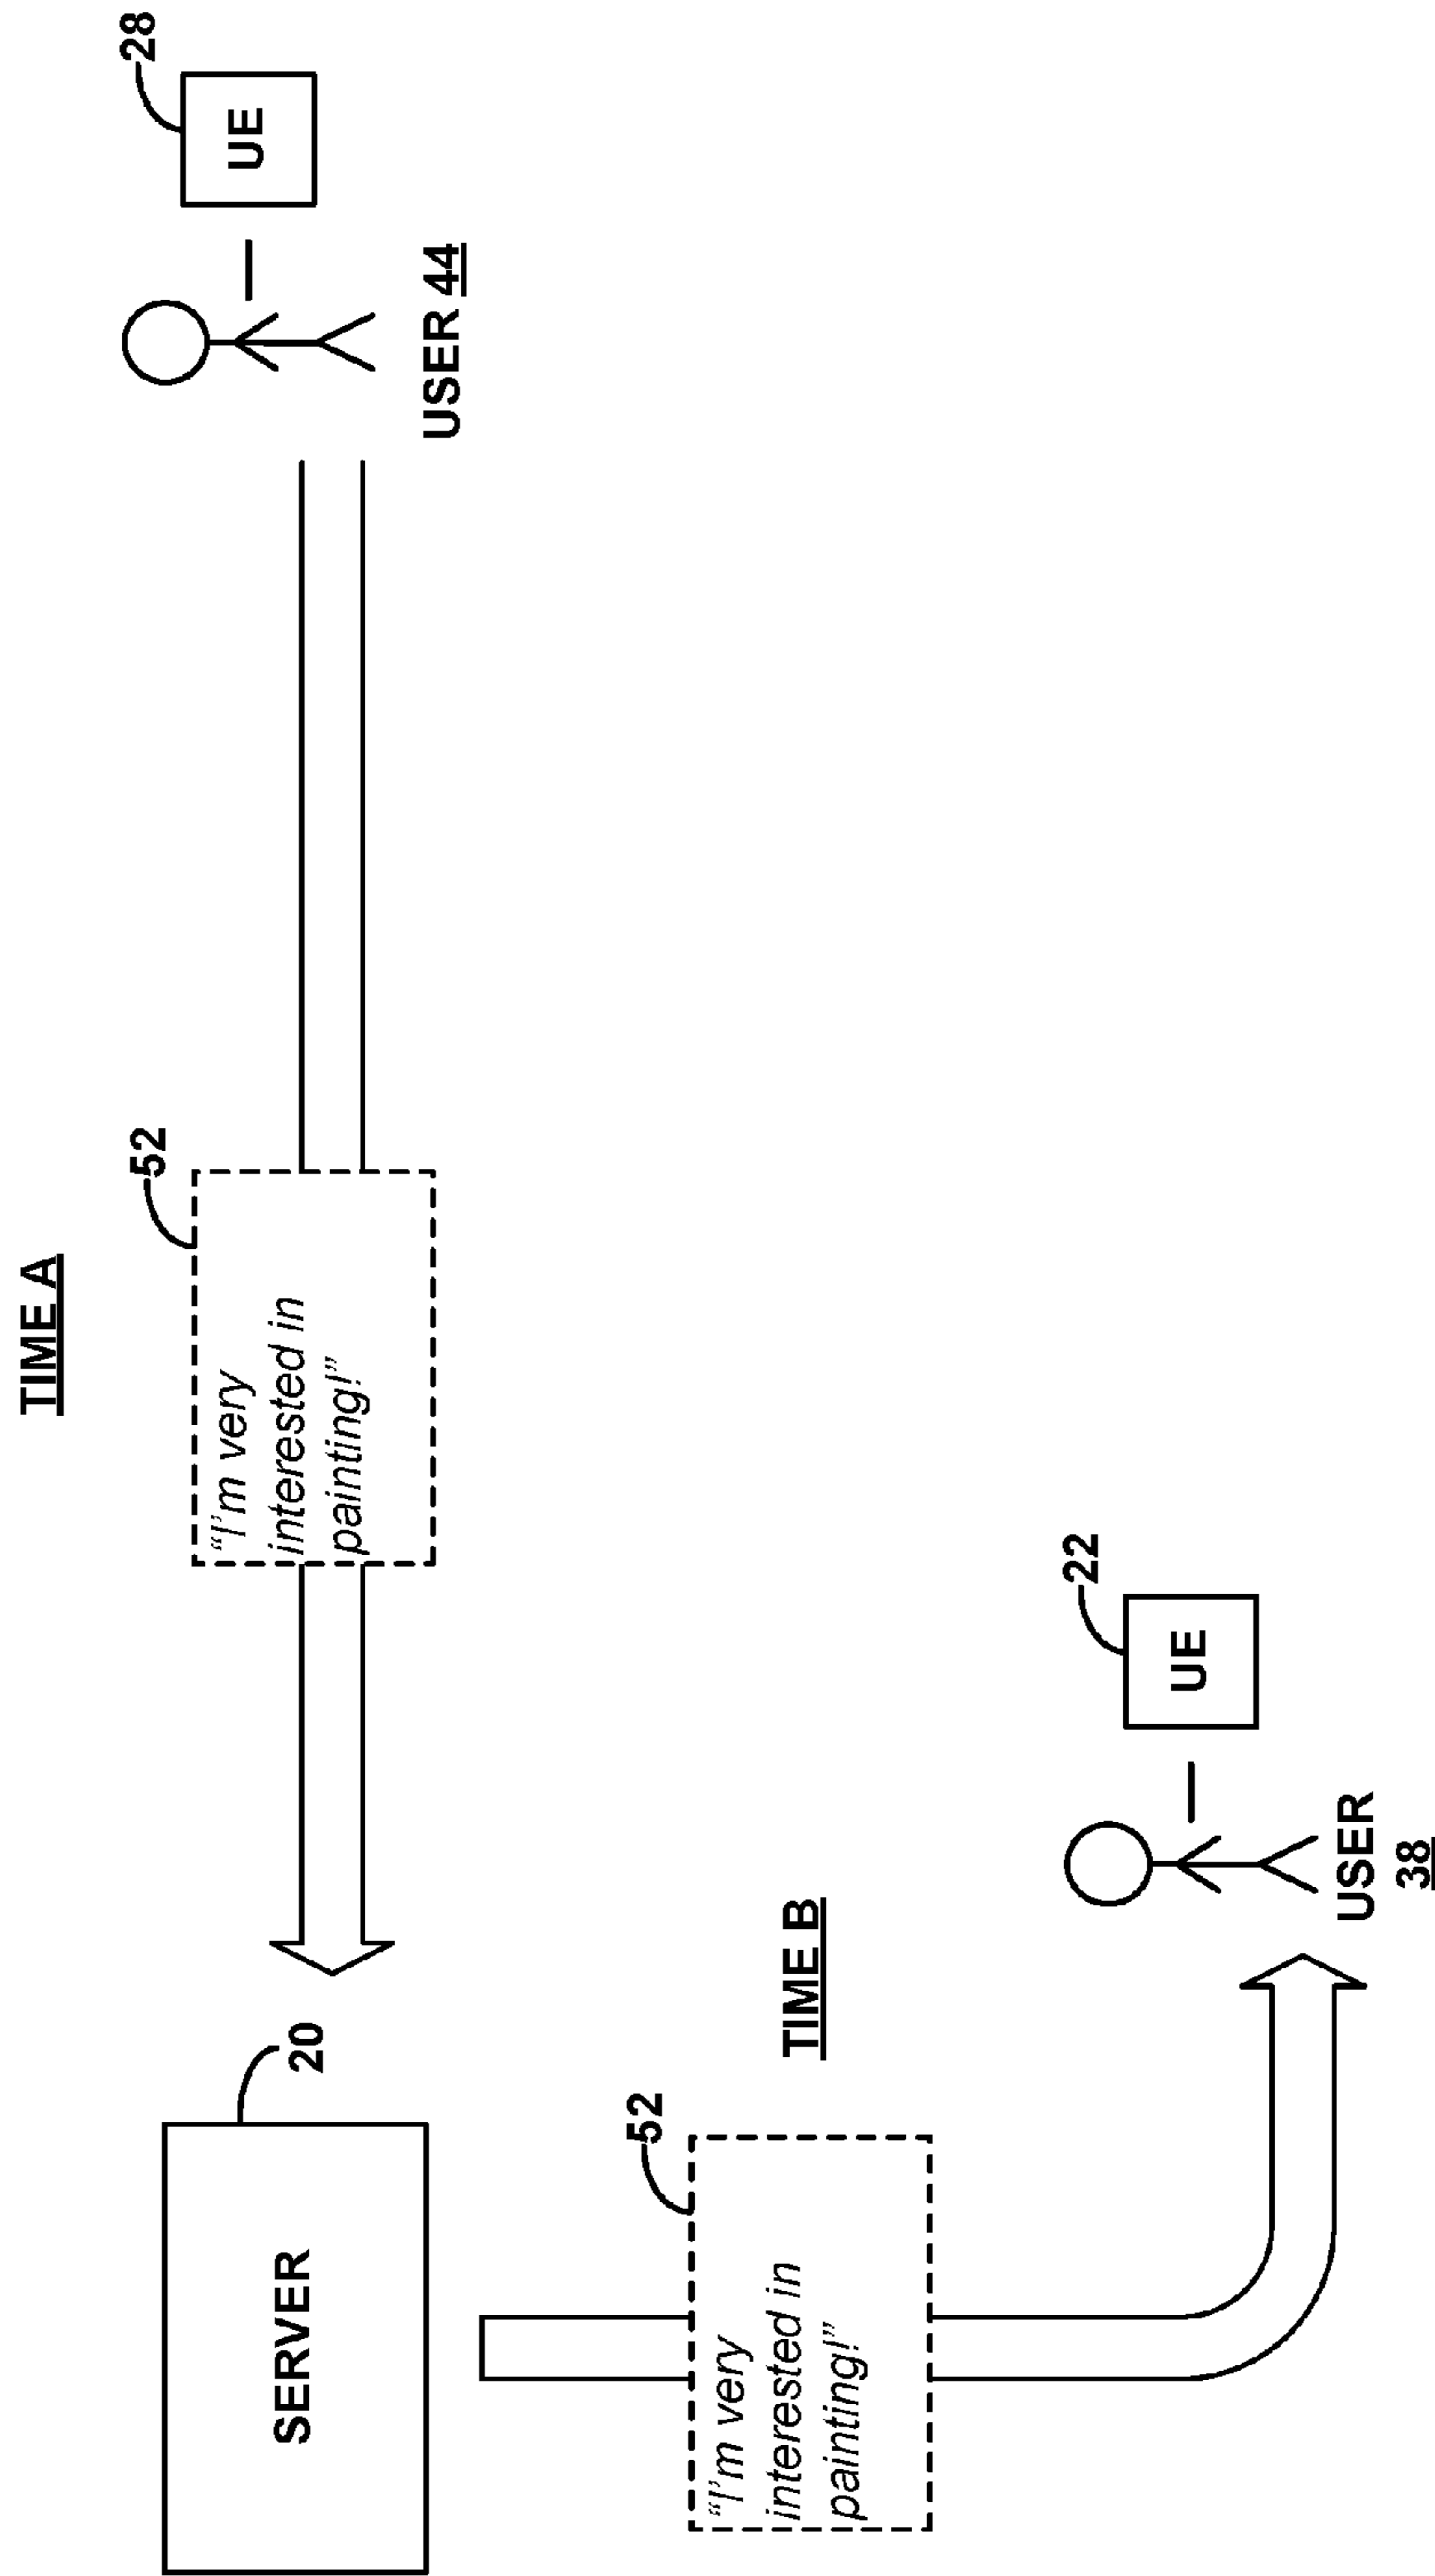 TIME A
28
UE
USER 44
52
“I’m very
interested in
painting!”
20
SERVER
TIME B
52
“I’m very
interested in
painting!”
22
UE
USER
38